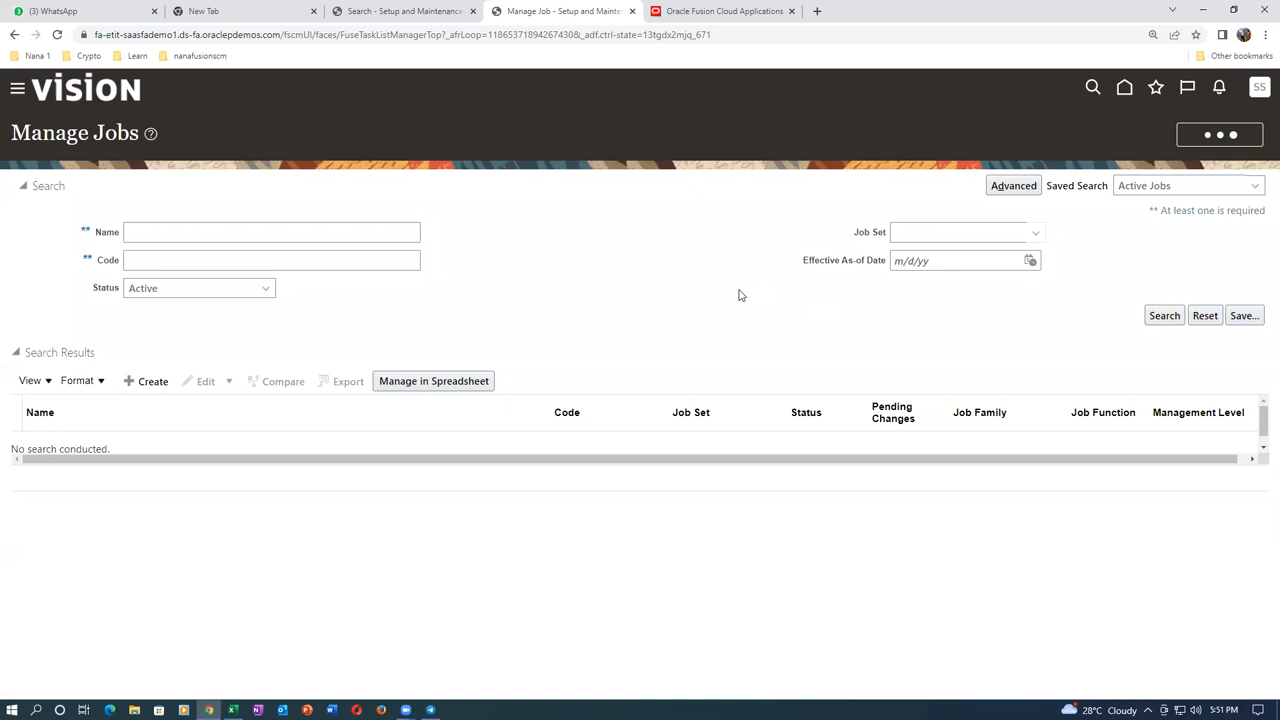 WhatsApp
New Tab
Search - Setup and Maintenance
Manage Job - Setup and Mainte
Oracle Fusion Cloud Applications
fa-etit-saasfademo1.ds-fa.oraclepdemos.com/fscmUI/faces/FuseTaskListManagerTop?_afrLoop=118653718942674​30&_adf.ctrl-state=13tgdx2mjq_671
Nana 1
Crypto
Learn
nanafusionscm
Other bookmarks
VISION
SS
Manage Jobs
Search
Advanced
Saved Search
Active Jobs
** At least one is required
** Name
Job Set
** Code
Effective As-of Date
m/d/yy
Status
Active
Search
Reset
Save...
Search Results
View
Format
Create
Edit
Compare
Export
Manage in Spreadsheet
Name
Code
Job Set
Status
Pending
Changes
Job Family
Job Function
Management Level
No search conducted.
28°C Cloudy
5:51 PM